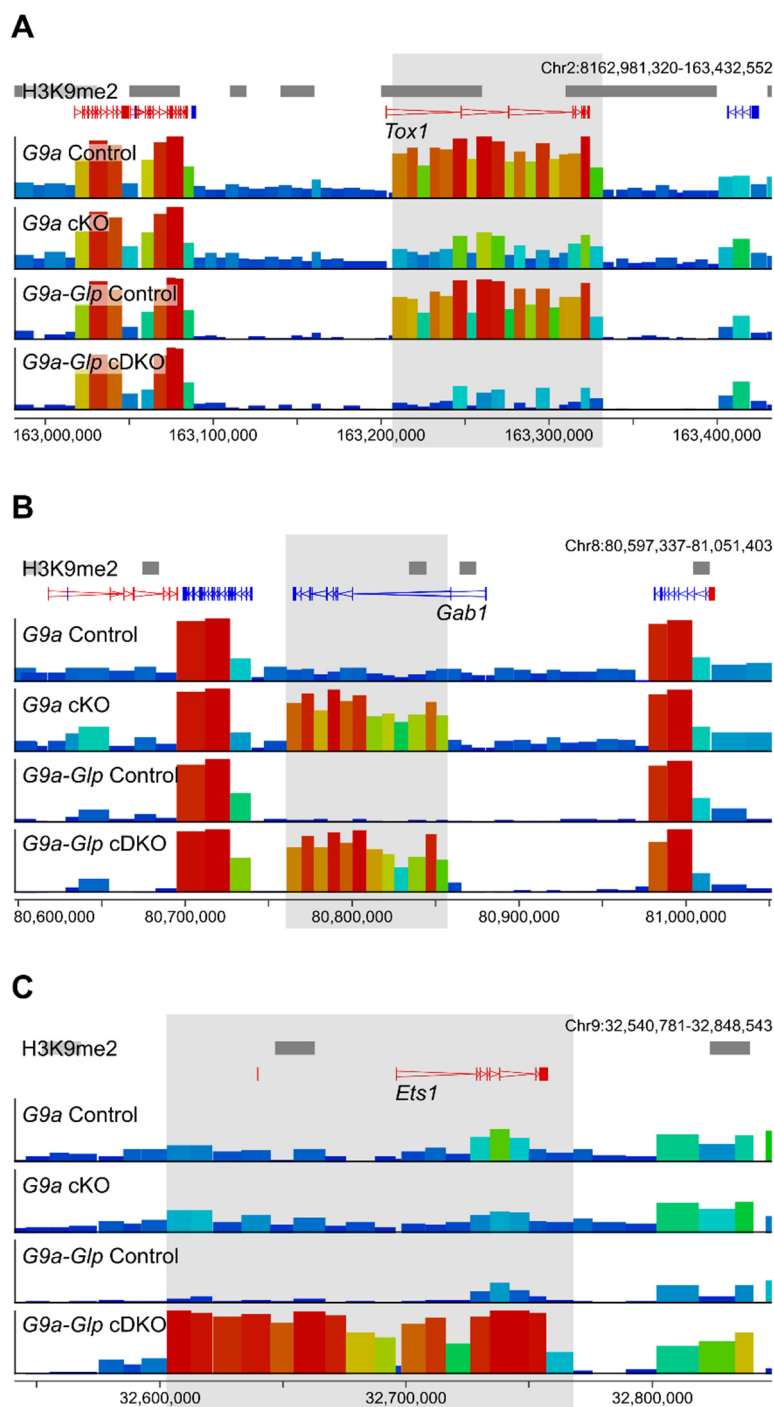 A
Chr2:8162,981,320-163,432,552
H3K9me2
Tox1
G9a Control
G9a cKO
G9a-Glp Control
G9a-Glp cDKO
163,000,000 163,100,000 163,200,000 163,300,000 163,400,000
B
Chr8:80,597,337-81,051,403
H3K9me2
Gab1
G9a Control
G9a cKO
G9a-Glp Control
G9a-Glp cDKO
80,600,000 80,700,000 80,800,000 80,900,000 81,000,000
C
Chr9:32,540,781-32,848,543
H3K9me2
Ets1
G9a Control
G9a cKO
G9a-Glp Control
G9a-Glp cDKO
32,600,000 32,700,000 32,800,000